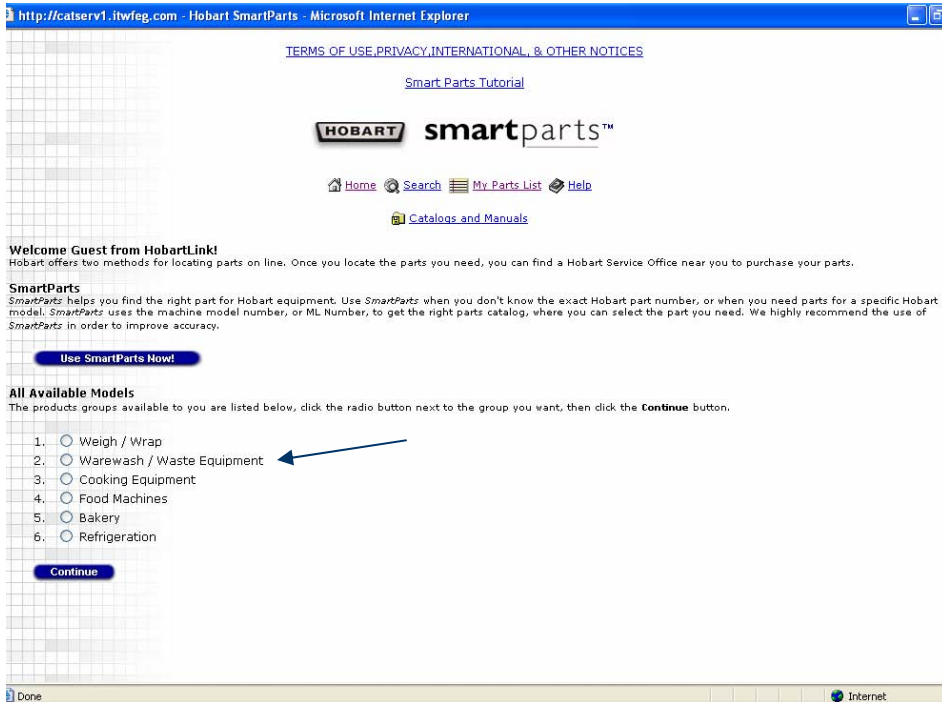 http://catserv1.itwfeg.com - Hobart SmartParts - Microsoft Internet Explorer
TERMS OF USE,PRIVACY,INTERNATIONAL, & OTHER NOTICES
Smart Parts Tutorial
HOBART smartparts™
Home Search My Parts List Help
Catalogs and Manuals
Welcome Guest from HobartLink!
Hobart offers two methods for locating parts on line. Once you locate the parts you need, you can find a Hobart Service Office near you to purchase your parts.
SmartParts
SmartParts helps you find the right part for Hobart equipment. Use SmartParts when you don't know the exact Hobart part number, or when you need parts for a specific Hobart
model. SmartParts uses the machine model number, or ML Number, to get the right parts catalog, where you can select the part you need. We highly recommend the use of
SmartParts in order to improve accuracy.
Use SmartParts Now!
All Available Models
The products groups available to you are listed below, click the radio button next to the group you want, then click the Continue button.
1. Weigh / Wrap
2. Warewash / Waste Equipment
3. Cooking Equipment
4. Food Machines
5. Bakery
6. Refrigeration
Continue
Done Internet